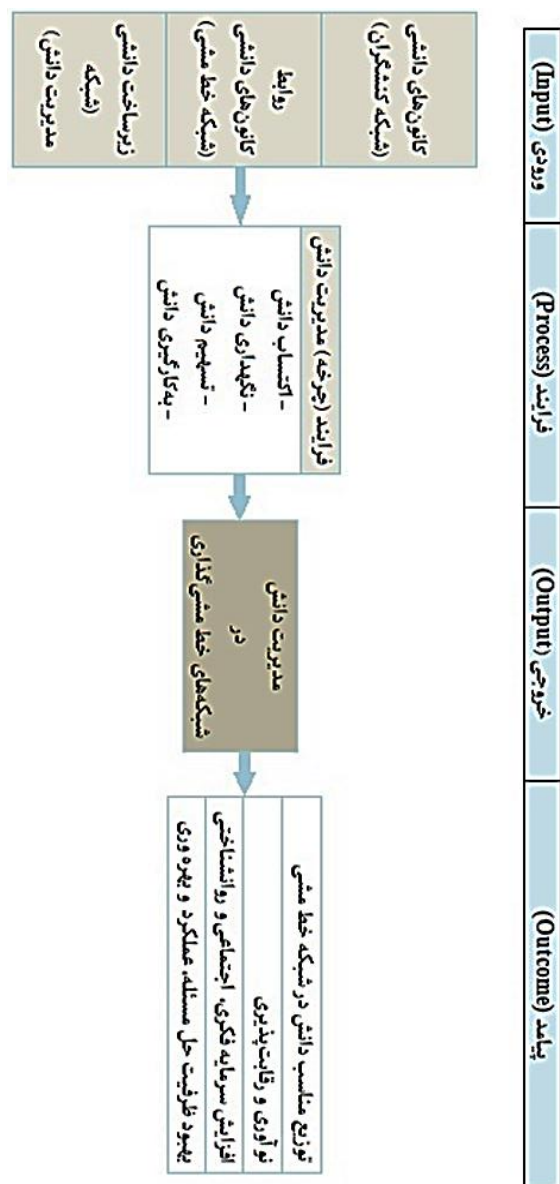 ورودی (Input)
فرایند (Process)
خروجی (Output)
پیامد (Outcome)
کانون‌های دانشی
(شبکه کنشگران)
روابط
کانون‌های دانشی
(شبکه خط مشی)
زیرساخت دانشی
(شبکه
مدیریت دانش)
فرایند (چرخه) مدیریت دانش
- اکتساب دانش
- نگهداری دانش
- تسهیم دانش
- به‌کارگیری دانش
مدیریت دانش
در
شبکه‌های خط مشی‌گذاری
توزیع مناسب دانش در شبکه خط مشی
نوآوری و رقابت‌پذیری
افزایش سرمایه فکری، اجتماعی و روانشناختی
بهبود ظرفیت حل مسئله، عملکرد و بهره وری